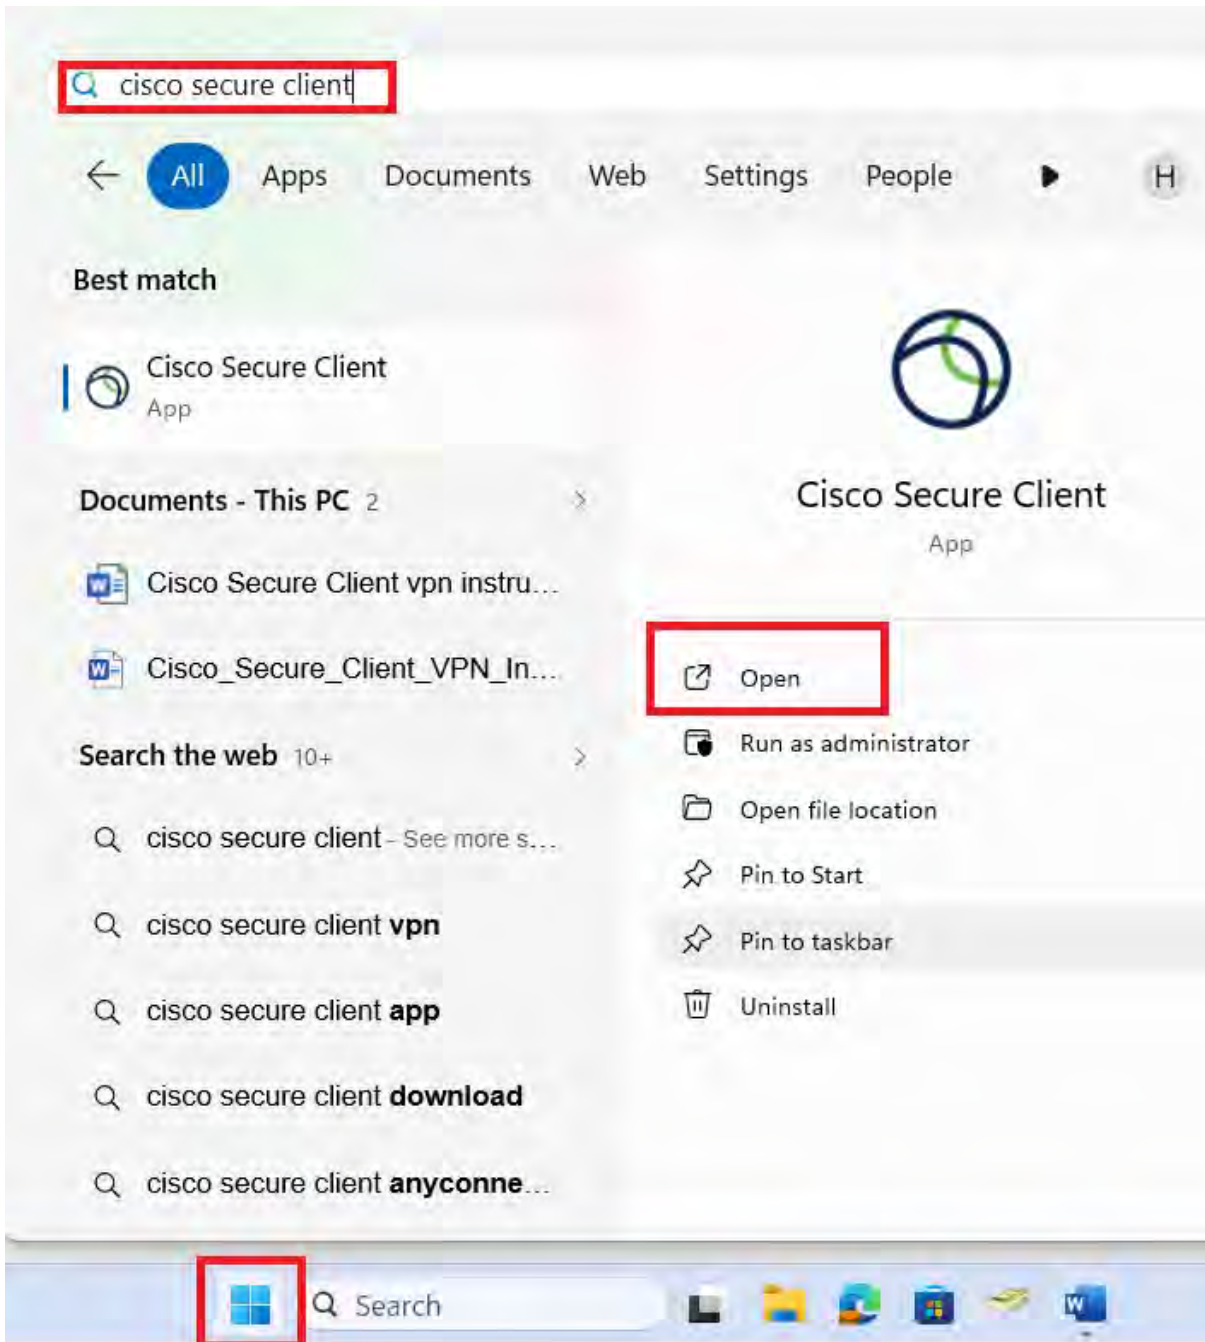 cisco secure client
All Apps Documents Web Settings People H
Best match
Cisco Secure Client
App
Documents - This PC 2
Cisco Secure Client vpn instru...
Cisco_Secure_Client_VPN_In...
Search the web 10+
cisco secure client - See more s...
cisco secure client vpn
cisco secure client app
cisco secure client download
cisco secure client anyconne...
Cisco Secure Client
App
Open
Run as administrator
Open file location
Pin to Start
Pin to taskbar
Uninstall
Search